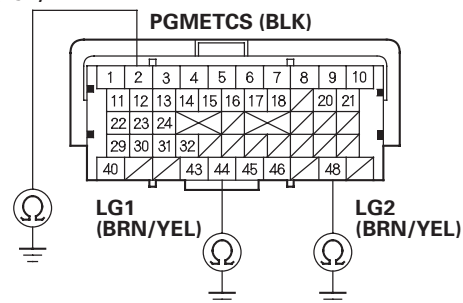 PGMETCS (BLK)
1 2 3 4 5 6 7 8 9 10
11 12 13 14 15 16 17 18 20 21
22 23 24
29 30 31 32
40 43 44 45 46 48
LG1 (BRN/YEL)
LG2 (BRN/YEL)
Ω Ω Ω